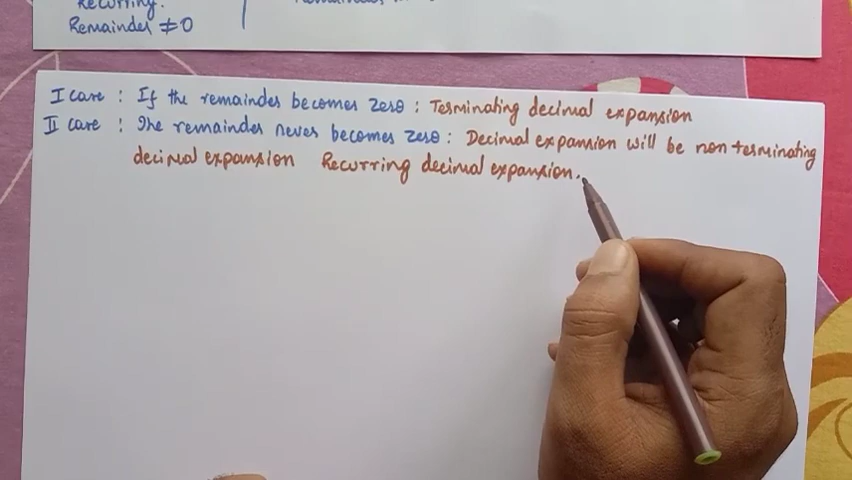 Recurring.
Remainder ≠0
I case : If the remainder becomes zero : Terminating decimal expansion
II case : The remainder never becomes zero : Decimal expansion will be non terminating
decimal expansion Recurring decimal expansion.